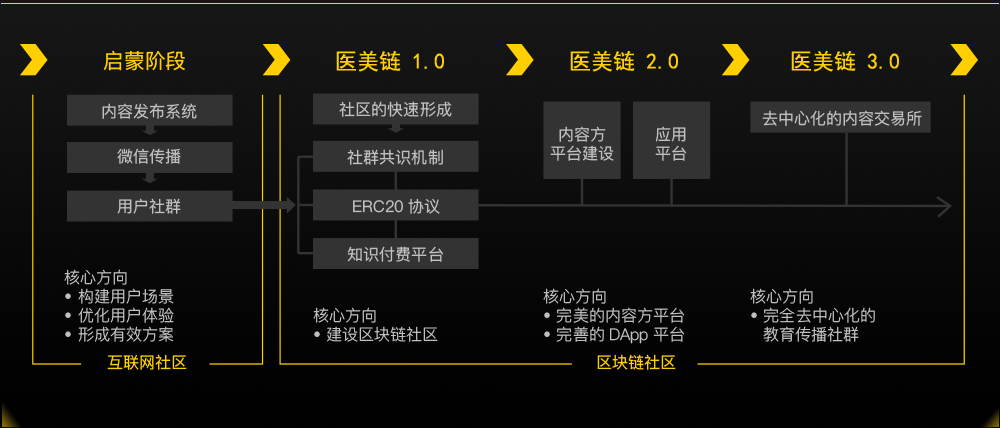 启蒙阶段
内容发布系统
微信传播
用户社群
核心方向
• 构建用户场景
• 优化用户体验
• 形成有效方案
互联网社区
医美链 1.0
社区的快速形成
社群共识机制
ERC20 协议
知识付费平台
核心方向
• 建设区块链社区
医美链 2.0
内容方
平台建设
应用
平台
核心方向
• 完美的内容方平台
• 完善的 DApp 平台
医美链 3.0
去中心化的内容交易所
核心方向
• 完全去中心化的
教育传播社群
区块链社区